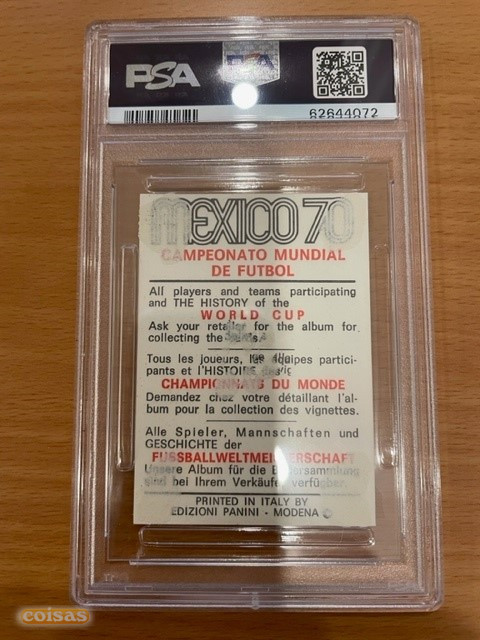 PSA
PSA
62644072
MEXICO 70
CAMPEONATO MUNDIAL
DE FUTBOL
All players and teams participating
and THE HISTORY of the
WORLD CUP
Ask your retailer for the album for
collecting the
Tous les joueurs, les équipes partici-
pants et l'HISTOIRE des
CHAMPIONNATS DU MONDE
Demandez chez votre détaillant l'al-
bum pour la collection des vignettes.
Alle Spieler, Mannschaften und
GESCHICHTE der
FUSSBALLWELTMEISTERSCHAFT
Unsere Album für die Bildersammlung
sind bei Ihrem Verkäufer verfügbar.
PRINTED IN ITALY BY
EDIZIONI PANINI - MODENA
coisas